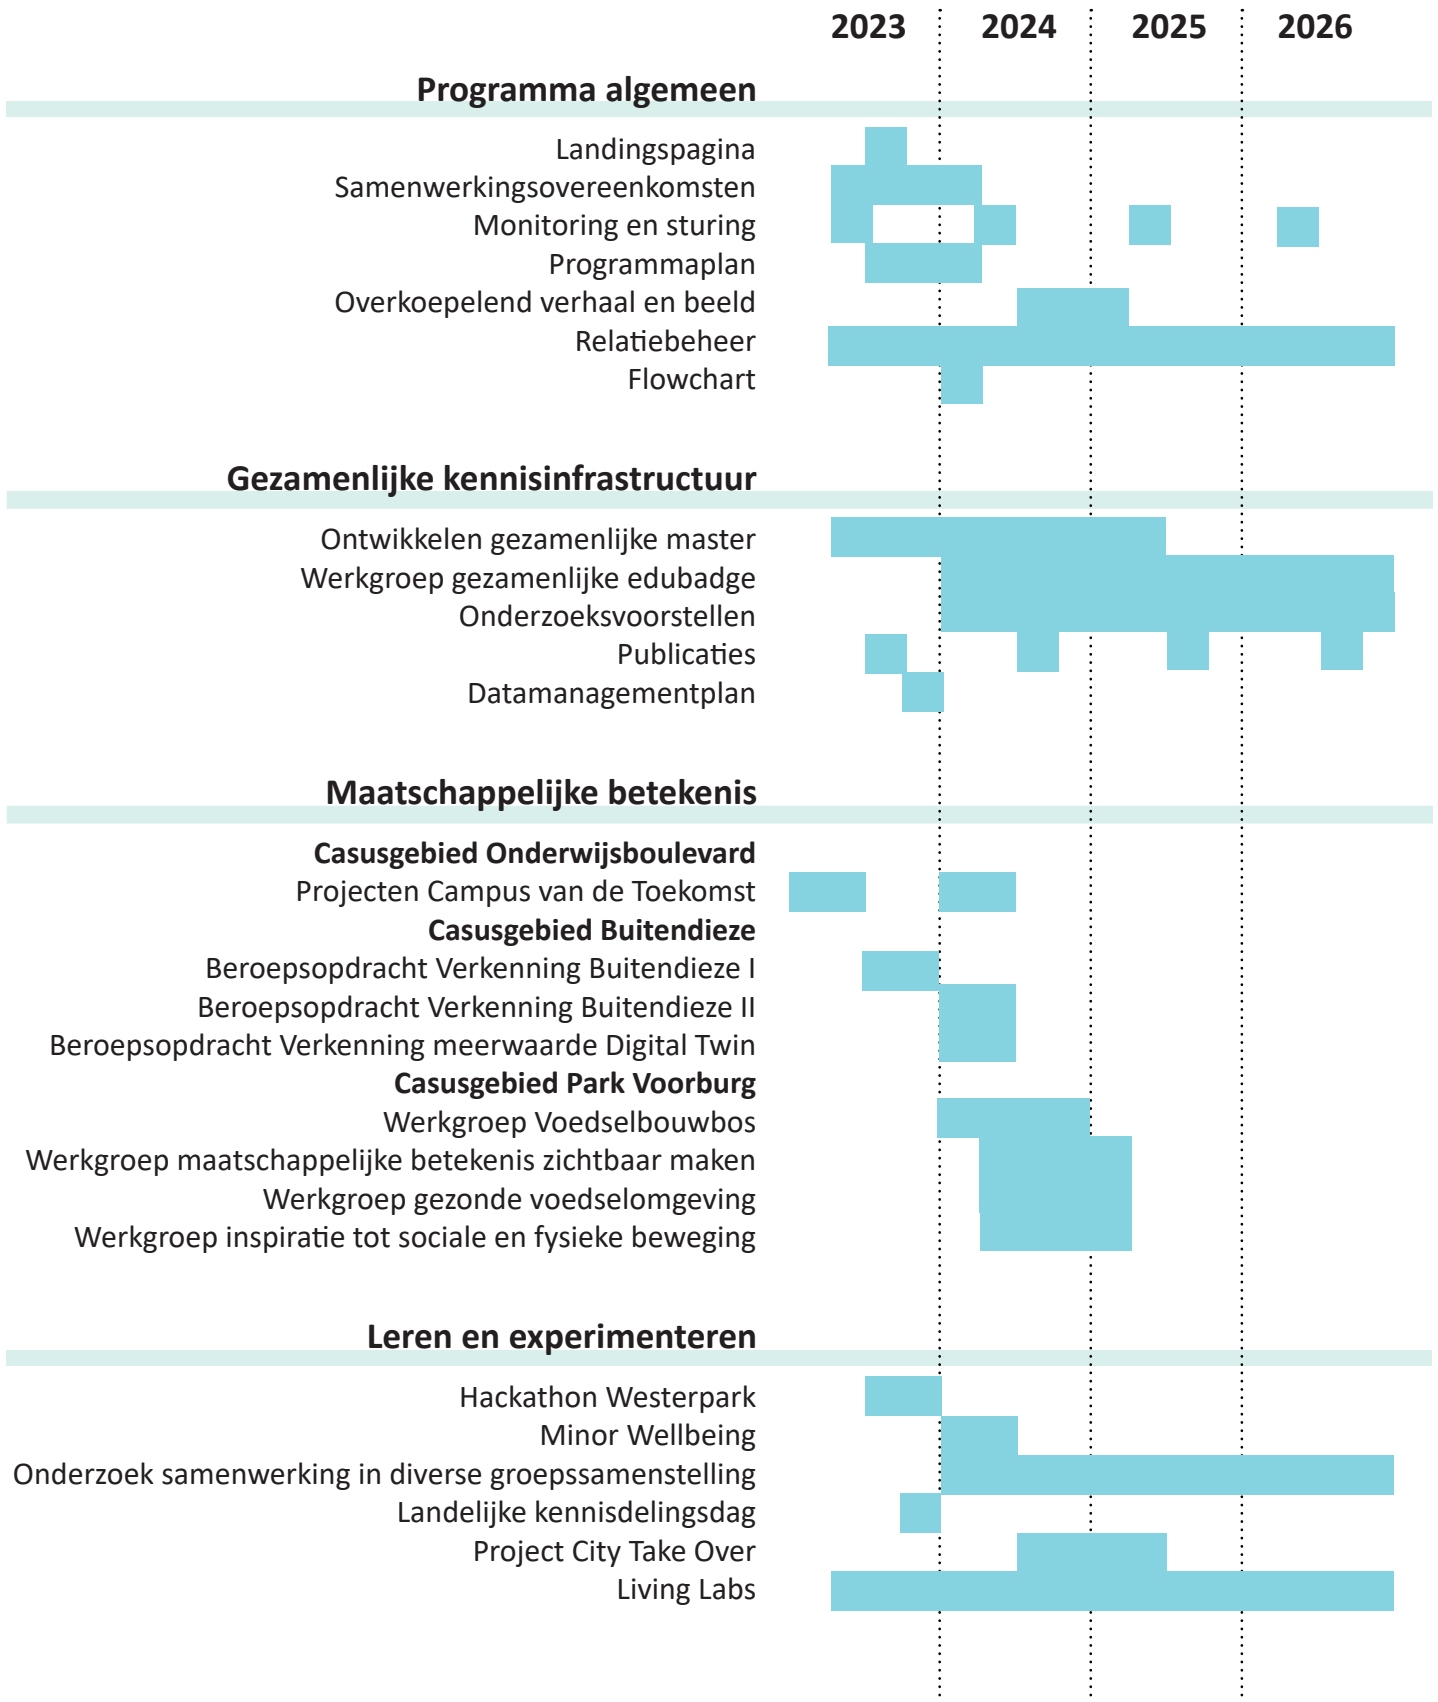 2023 2024 2025 2026
Programma algemeen
Landingspagina
Samenwerkingsovereenkomsten
Monitoring en sturing
Programmaplan
Overkoepelend verhaal en beeld
Relatiebeheer
Flowchart
Gezamenlijke kennisinfrastructuur
Ontwikkelen gezamenlijke master
Werkgroep gezamenlijke edubadge
Onderzoeksvoorstellen
Publicaties
Datamanagementplan
Maatschappelijke betekenis
Casusgebied Onderwijsboulevard
Projecten Campus van de Toekomst
Casusgebied Buitendieze
Beroepsopdracht Verkenning Buitendieze I
Beroepsopdracht Verkenning Buitendieze II
Beroepsopdracht Verkenning meerwaarde Digital Twin
Casusgebied Park Voorburg
Werkgroep Voedselbouwbos
Werkgroep maatschappelijke betekenis zichtbaar maken
Werkgroep gezonde voedselomgeving
Werkgroep inspiratie tot sociale en fysieke beweging
Leren en experimenteren
Hackathon Westerpark
Minor Wellbeing
Onderzoek samenwerking in diverse groepssamenstelling
Landelijke kennisdelingsdag
Project City Take Over
Living Labs